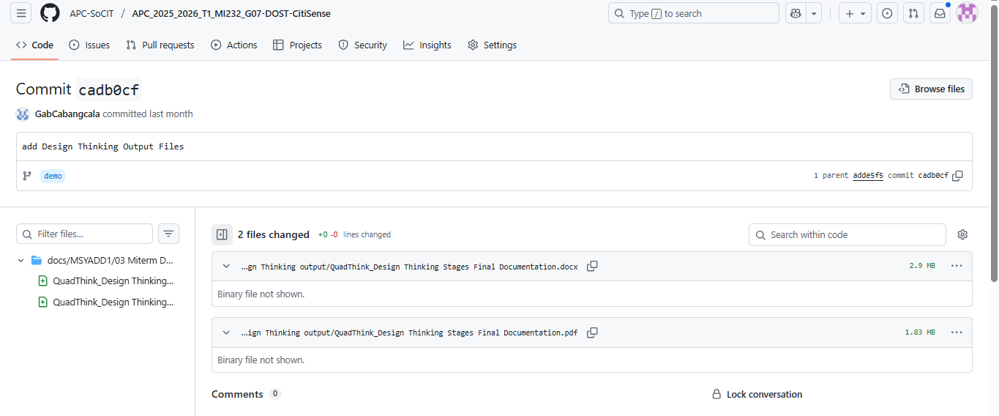 APC-SoCIT / APC_2025_2026_T1_MI232_G07-DOST-CitiSense
Type / to search
Code
Issues
Pull requests
Actions
Projects
Security
Insights
Settings
Commit cadb0cf
Browse files
GabCabangcala committed last month
add Design Thinking Output Files
demo
1 parent adde5f5 commit cadb0cf
Filter files...
docs/MSYADD1/03 Miterm D...
QuadThink_Design Thinking...
QuadThink_Design Thinking...
2 files changed +0 -0 lines changed
Search within code
...gn Thinking output/QuadThink_Design Thinking Stages Final Documentation.docx
2.9 MB
Binary file not shown.
...ign Thinking output/QuadThink_Design Thinking Stages Final Documentation.pdf
1.83 MB
Binary file not shown.
Comments 0
Lock conversation